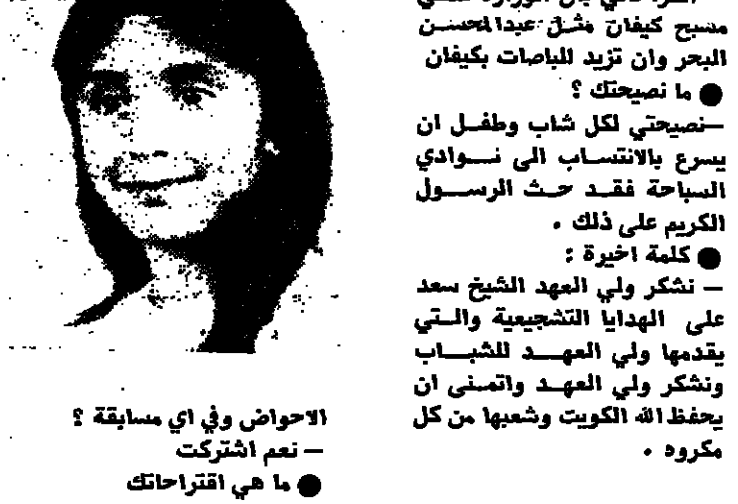 مسبح كيفان مثل عبدالمحسن
البحر وان تزيد للباصات بكيفان
● ما نصيحتك ؟
—نصيحتي لكل شاب وطفل ان
يسرع بالانتساب الى نوادي
السباحة فقد حث الرسول
الكريم على ذلك .
● كلمة اخيرة :
— نشكر ولي العهد الشيخ سعد
على الهدايا التشجيعية والتي
يقدمها ولي العهد للشباب
ونشكر ولي العهد واتمنى ان
يحفظ الله الكويت وشعبها من كل
مكروه .
الاحواض وفي اي مسابقة ؟
— نعم اشتركت
● ما هي اقتراحاتك